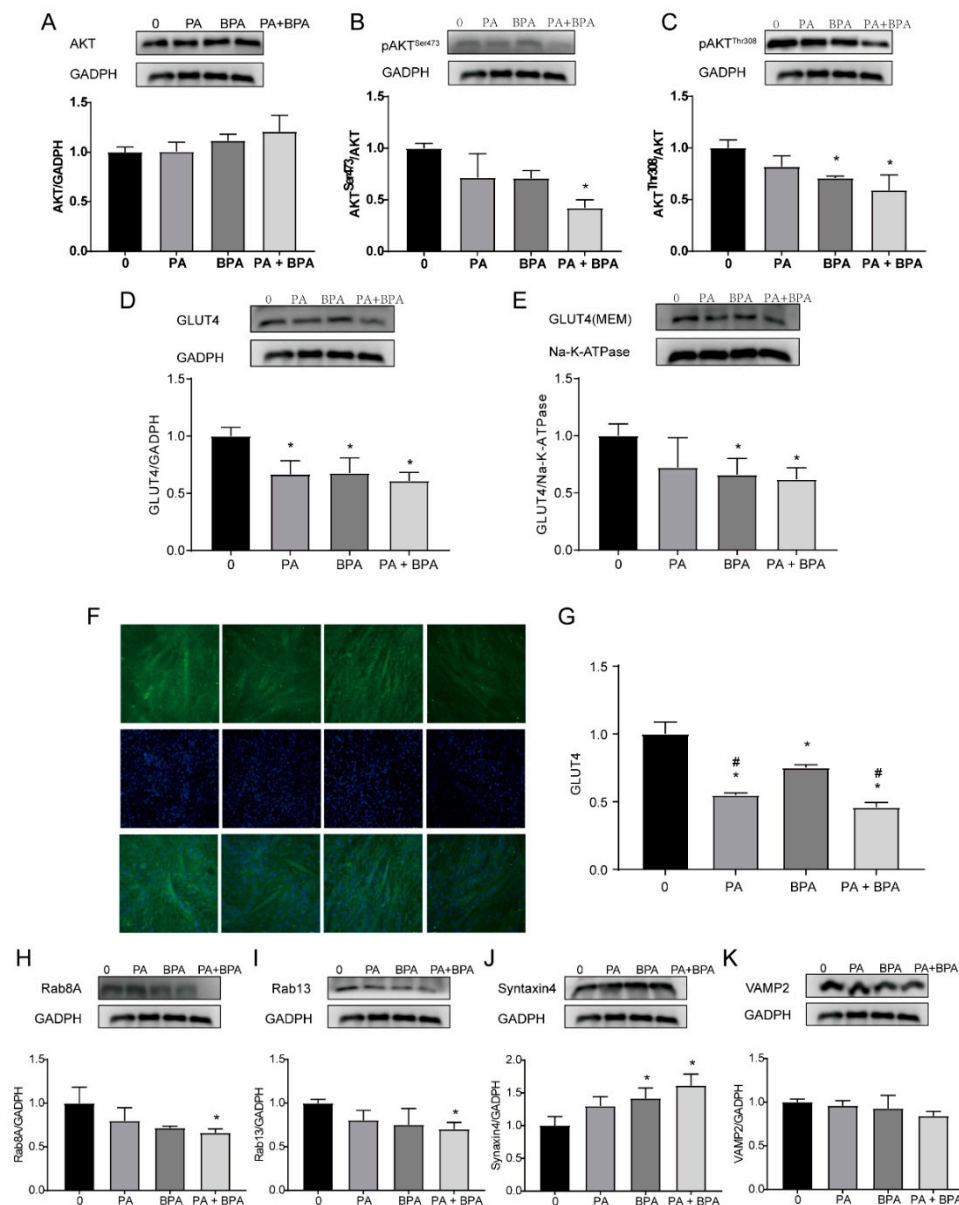 A
0 PA BPA PA+BPA
AKT
GADPH
AKT/GADPH
1.5
1.0
0.5
0.0
0 PA BPA PA + BPA
B
0 PA BPA PA+BPA
pAKT^Ser473
GADPH
AKT^Ser473/AKT
1.5
1.0
0.5
0.0
*
0 PA BPA PA + BPA
C
0 PA BPA PA+BPA
pAKT^Thr308
GADPH
AKT^Thr308/AKT
1.5
1.0
0.5
0.0
* *
0 PA BPA PA + BPA
D
0 PA BPA PA+BPA
GLUT4
GADPH
GLUT4/GADPH
1.5
1.0
0.5
0.0
* * *
0 PA BPA PA + BPA
E
0 PA BPA PA+BPA
GLUT4(MEM)
Na-K-ATPase
GLUT4/Na-K-ATPase
1.5
1.0
0.5
0.0
* *
0 PA BPA PA + BPA
F
G
GLUT4
1.5
1.0
0.5
0.0
# * #
* *
0 PA BPA PA + BPA
H
0 PA BPA PA+BPA
Rab8A
GADPH
Rab8A/GADPH
1.5
1.0
0.5
0.0
*
0 PA BPA PA + BPA
I
0 PA BPA PA+BPA
Rab13
GADPH
Rab13/GADPH
1.5
1.0
0.5
0.0
*
0 PA BPA PA + BPA
J
0 PA BPA PA+BPA
Syntaxin4
GADPH
Synaxin4/GADPH
2.0
1.5
1.0
0.5
0.0
* *
0 PA BPA PA + BPA
K
0 PA BPA PA+BPA
VAMP2
GADPH
VAMP2/GADPH
1.5
1.0
0.5
0.0
0 PA BPA PA + BPA